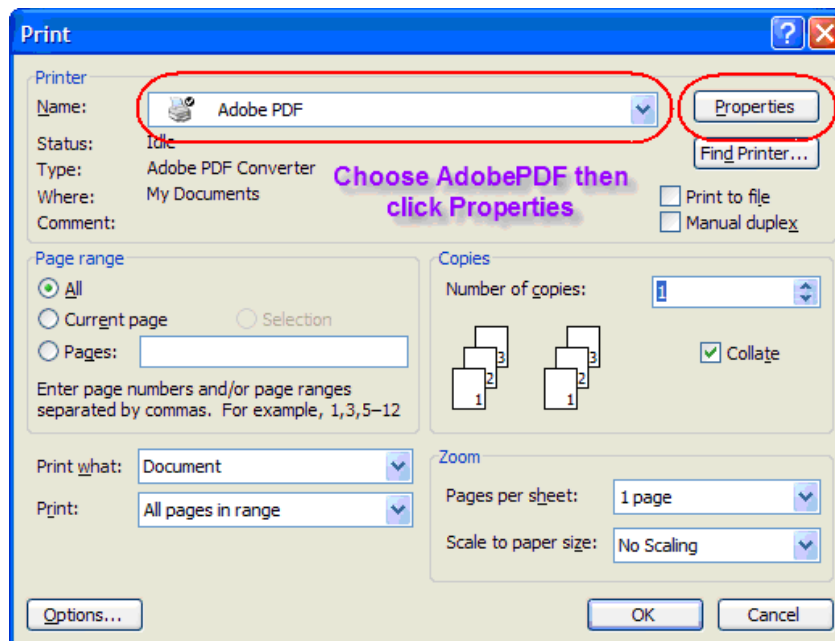 Print
Printer
Name: Adobe PDF Properties
Status: Idle Find Printer...
Type: Adobe PDF Converter
Where: My Documents
Comment:
Choose AdobePDF then
click Properties
Print to file
Manual duplex
Page range
All
Current page Selection
Pages:
Enter page numbers and/or page ranges
separated by commas. For example, 1,3,5–12
Copies
Number of copies: 1
1 2 3 1 2 3
Collate
Print what: Document
Print: All pages in range
Zoom
Pages per sheet: 1 page
Scale to paper size: No Scaling
Options... OK Cancel